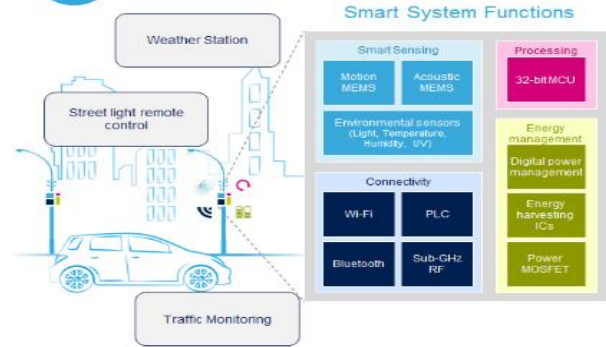 Smart System Functions
Weather Station
Street light remote
control
Traffic Monitoring
Smart Sensing
Motion
MEMS
Acoustic
MEMS
Environmental sensors
(Light, Temperature,
Humidity, UV)
Connectivity
Wi-Fi
PLC
Bluetooth
Sub-GHz
RF
Processing
32-bit MCU
Energy
management
Digital power
management
Energy
harvesting
ICs
Power
MOSFET